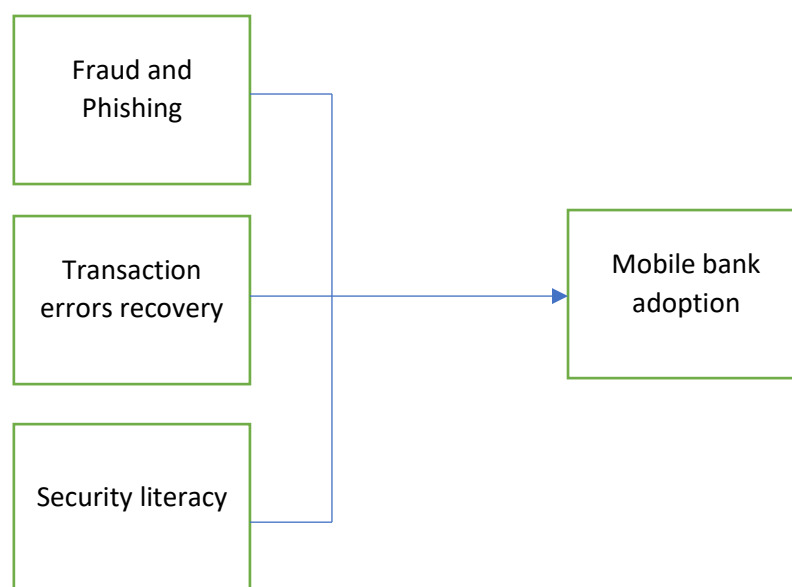 Fraud and
Phishing
Transaction
errors recovery
Mobile bank
adoption
Security literacy